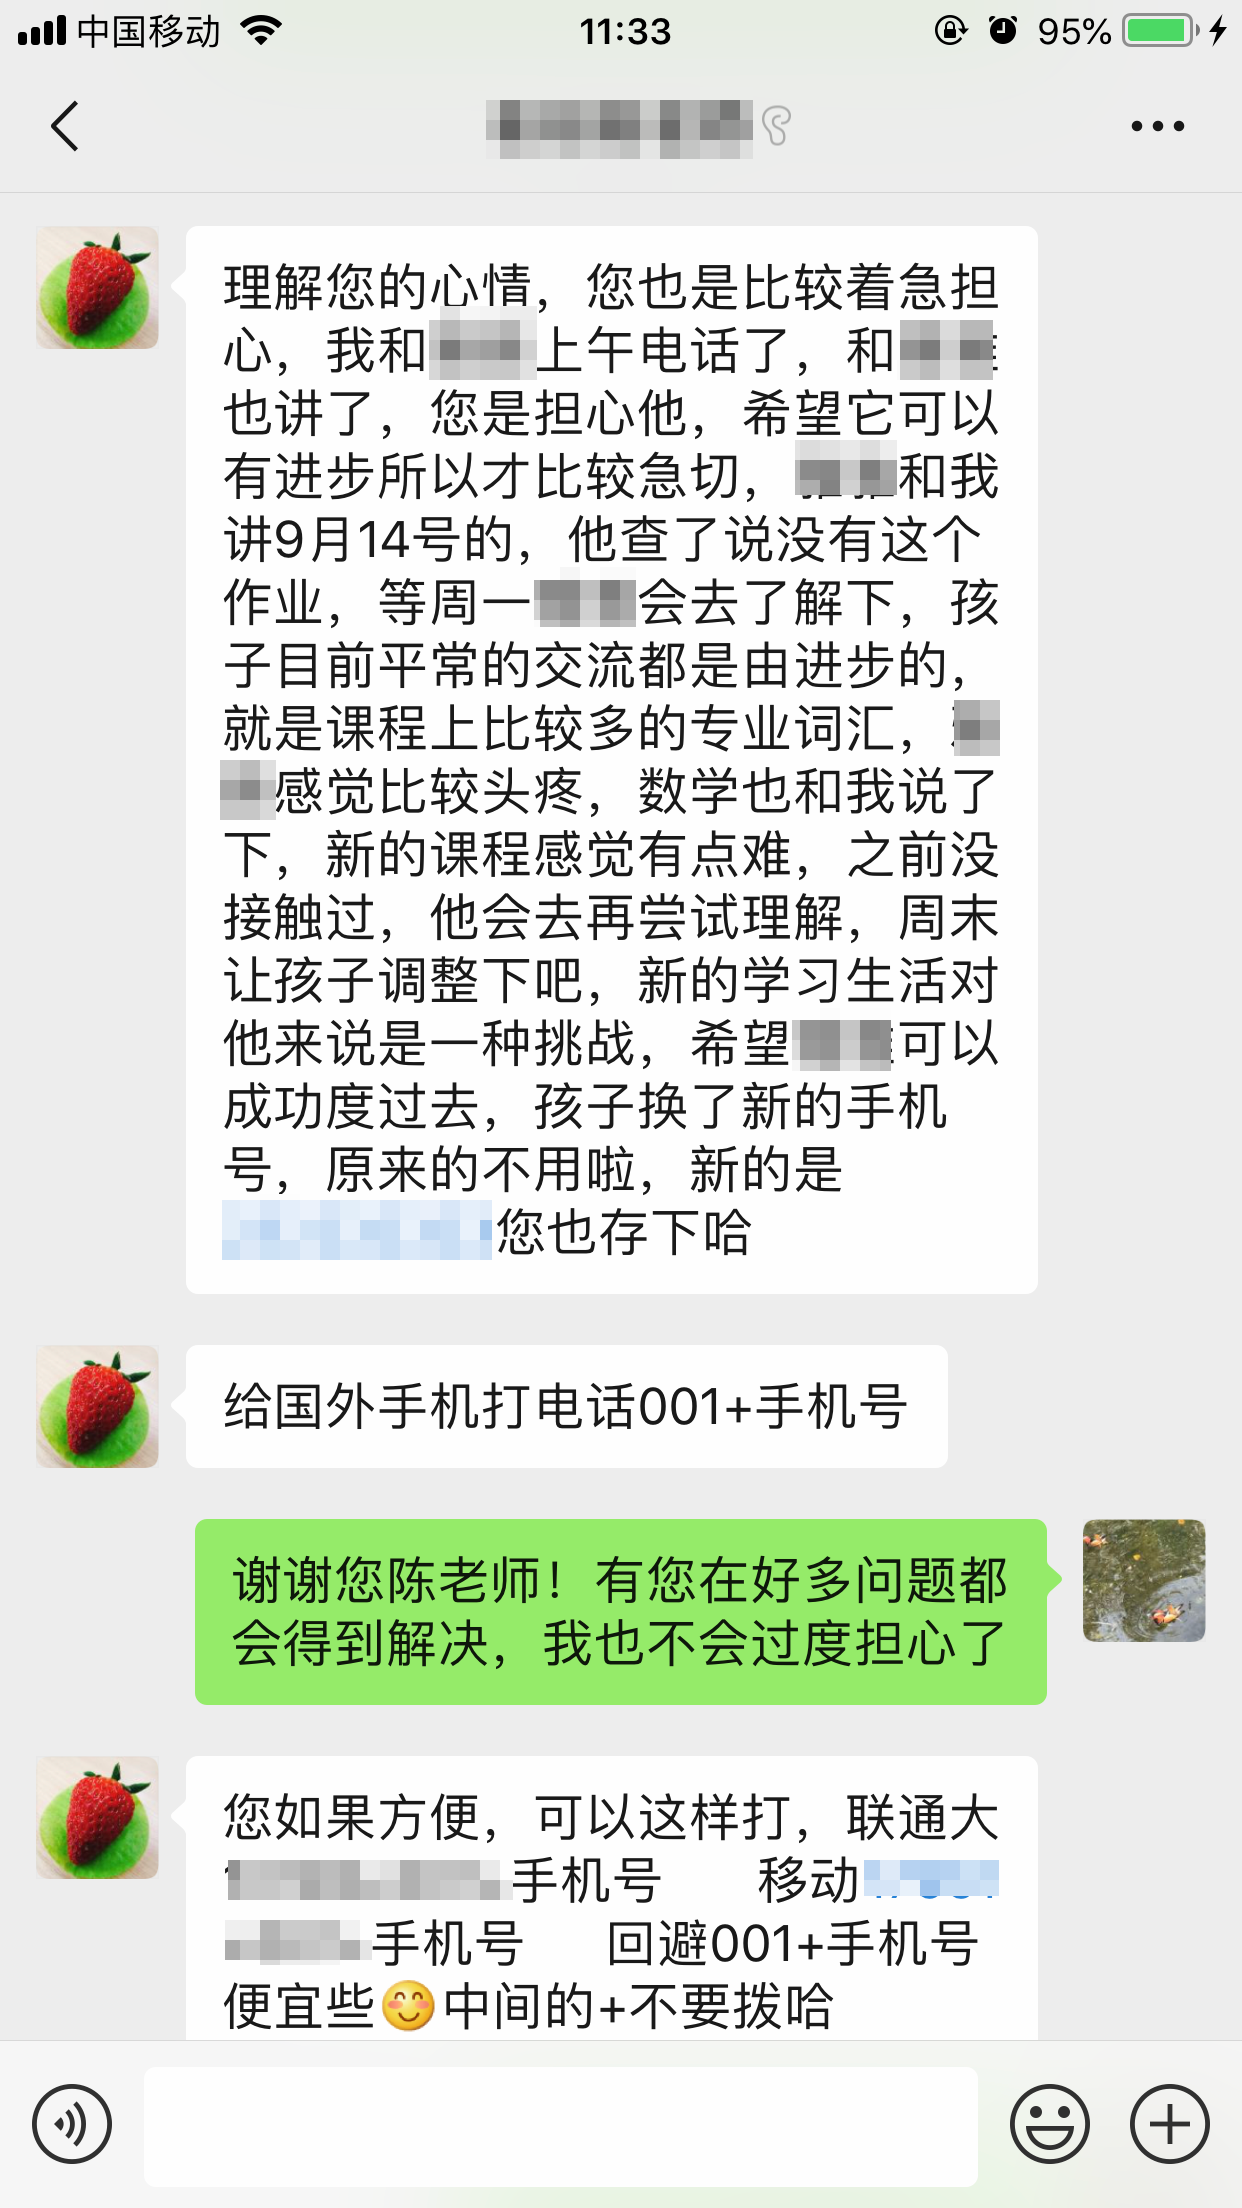 中国移动
11:33
95%
理解您的心情，您也是比较着急担
心，我和上午电话了，和
也讲了，您是担心他，希望它可以
有进步所以才比较急切，和我
讲9月14号的，他查了说没有这个
作业，等周一会去了解下，孩
子目前平常的交流都是由进步的，
就是课程上比较多的专业词汇，
感觉比较头疼，数学也和我说了
下，新的课程感觉有点难，之前没
接触过，他会去再尝试理解，周末
让孩子调整下吧，新的学习生活对
他来说是一种挑战，希望可以
成功度过去，孩子换了新的手机
号，原来的不用啦，新的是
您也存下哈
给国外手机打电话001+手机号
谢谢您陈老师！有您在好多问题都
会得到解决，我也不会过度担心了
您如果方便，可以这样打，联通大
手机号 移动
手机号 回避001+手机号
便宜些😊中间的+不要拨哈